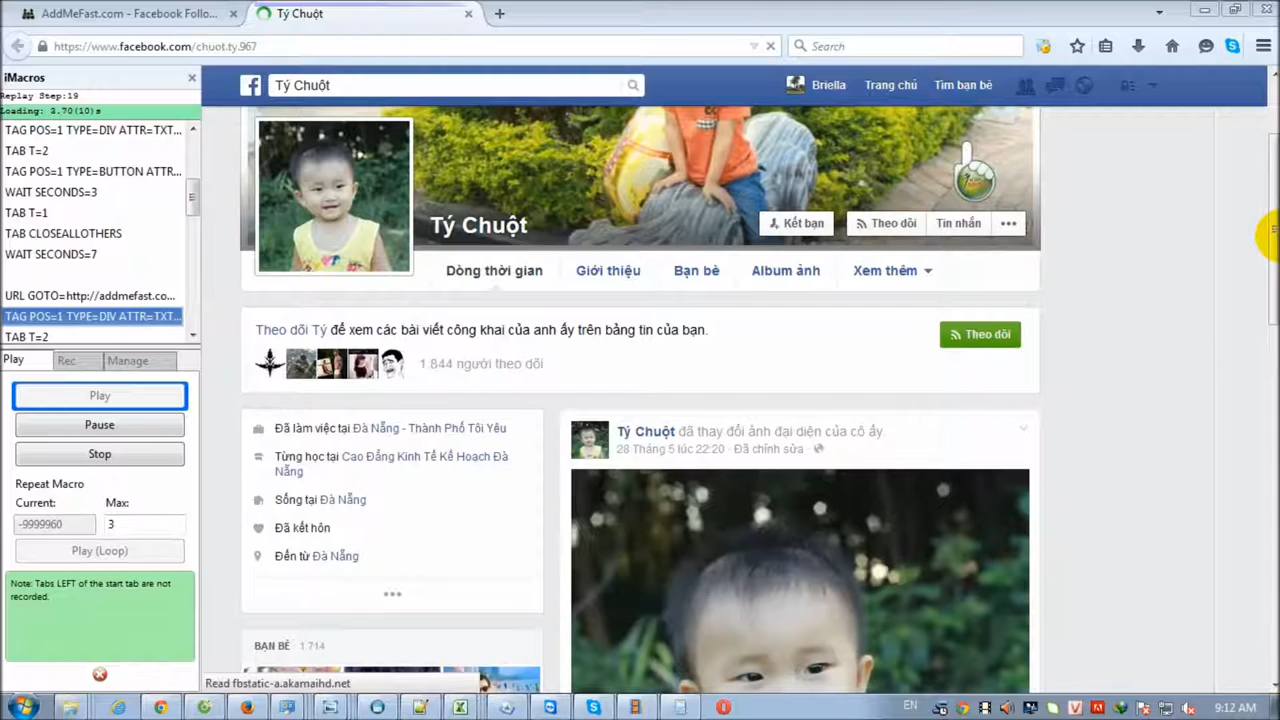 AddMeFast.com - Facebook Follo...
Tý Chuột
https://www.facebook.com/chuot.ty.967
Search
iMacros
Replay Step:19
Loading: 2.70(10)s
TAG POS=1 TYPE=DIV ATTR=TXT...
TAB T=2
TAG POS=1 TYPE=BUTTON ATTR...
WAIT SECONDS=3
TAB T=1
TAB CLOSEALLOTHERS
WAIT SECONDS=7
URL GOTO=http://addmefast.co...
TAG POS=1 TYPE=DIV ATTR=TXT...
TAB T=2
Play
Rec
Manage
Play
Pause
Stop
Repeat Macro
Current:
Max:
-9999960
3
Play (Loop)
Note: Tabs LEFT of the start tab are not
recorded.
Tý Chuột
Briella
Trang chủ
Tìm bạn bè
Tý Chuột
Kết bạn
Theo dõi
Tin nhắn
Dòng thời gian
Giới thiệu
Bạn bè
Album ảnh
Xem thêm
Theo dõi Tý để xem các bài viết công khai của anh ấy trên bảng tin của bạn.
Theo dõi
1.844 người theo dõi
Đã làm việc tại Đà Nẵng - Thành Phố Tôi Yêu
Từng học tại Cao Đẳng Kinh Tế Kế Hoạch Đà
Nẵng
Sống tại Đà Nẵng
Đã kết hôn
Đến từ Đà Nẵng
BẠN BÈ 1.714
Tý Chuột đã thay đổi ảnh đại diện của cô ấy
28 Tháng 5 lúc 22:20 · Đã chỉnh sửa ·
Read fbstatic-a.akamaihd.net
EN
9:12 AM